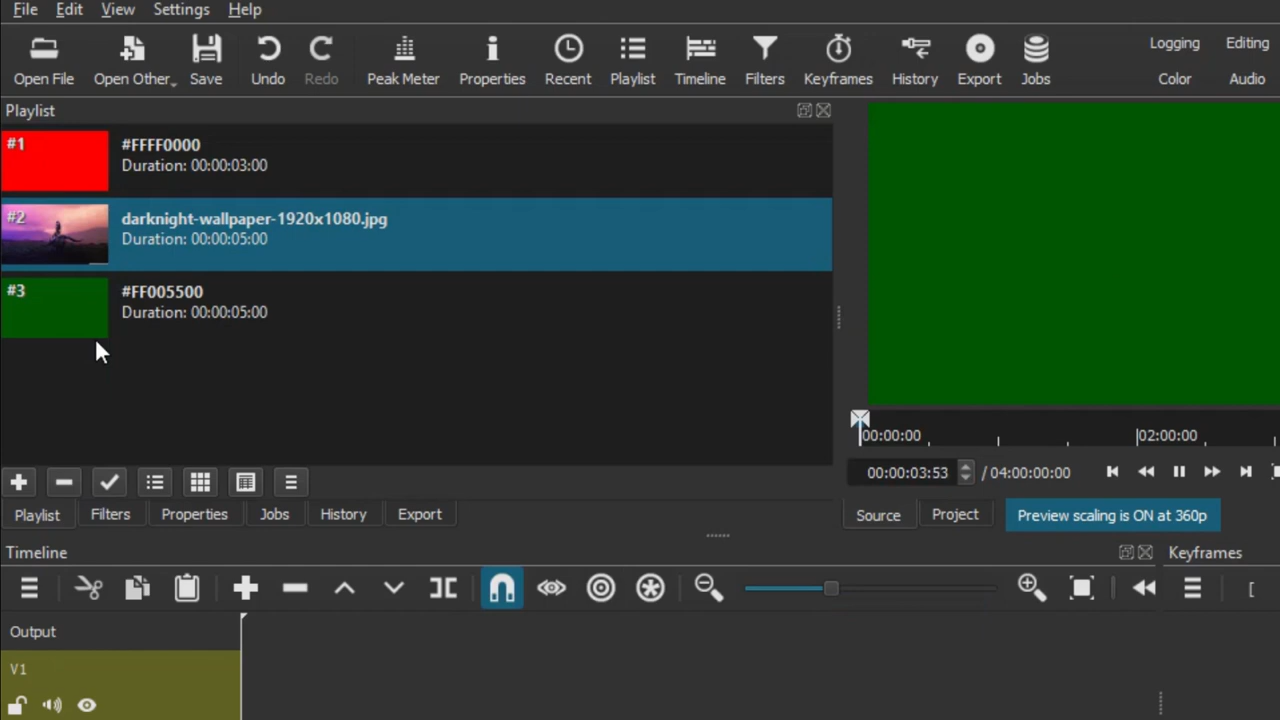 File Edit View Settings Help
Open File Open Other Save Undo Redo Peak Meter Properties Recent Playlist Timeline Filters Keyframes History Export Jobs
Logging Editing
Color Audio
Playlist
#1 #FFFF0000
Duration: 00:00:03:00
#2 darknight-wallpaper-1920x1080.jpg
Duration: 00:00:05:00
#3 #FF005500
Duration: 00:00:05:00
00:00:00 02:00:00
00:00:03:53 / 04:00:00:00
Playlist Filters Properties Jobs History Export
Source Project Preview scaling is ON at 360p
Timeline
Keyframes
Output
V1